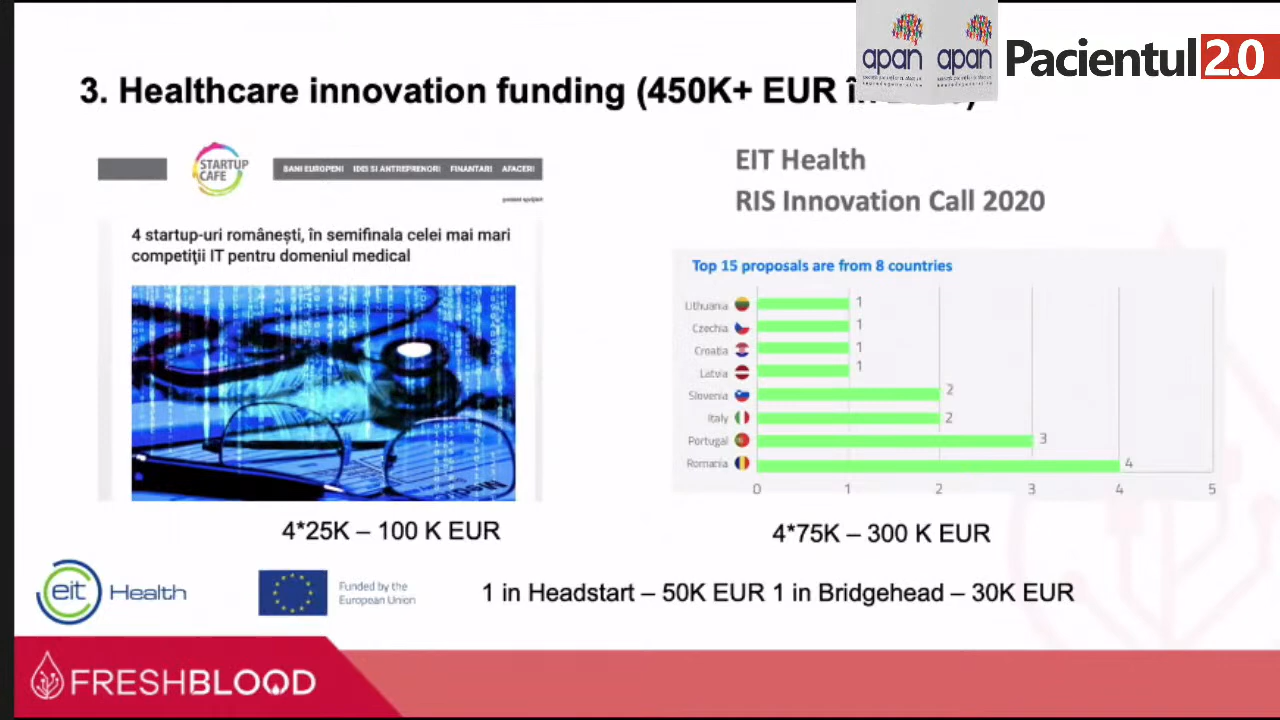 apan
apan
Pacientul 2.0
3. Healthcare innovation funding (450K+ EUR în
STARTUP
CAFE
BANI EUROPENI IDEI SI ANTREPRENORI FINANTARI AFACERI
4 startup-uri românești, în semifinala celei mai mari
competiții IT pentru domeniul medical
EIT Health
RIS Innovation Call 2020
Top 15 proposals are from 8 countries
Lithuania 1
Czechia 1
Croatia 1
Latvia 1
Slovenia 2
Italy 2
Portugal 3
Romania 4
0 1 2 3 4 5
4*25K – 100 K EUR
4*75K – 300 K EUR
eit Health
Funded by the
European Union
1 in Headstart – 50K EUR 1 in Bridgehead – 30K EUR
FRESHBLOOD